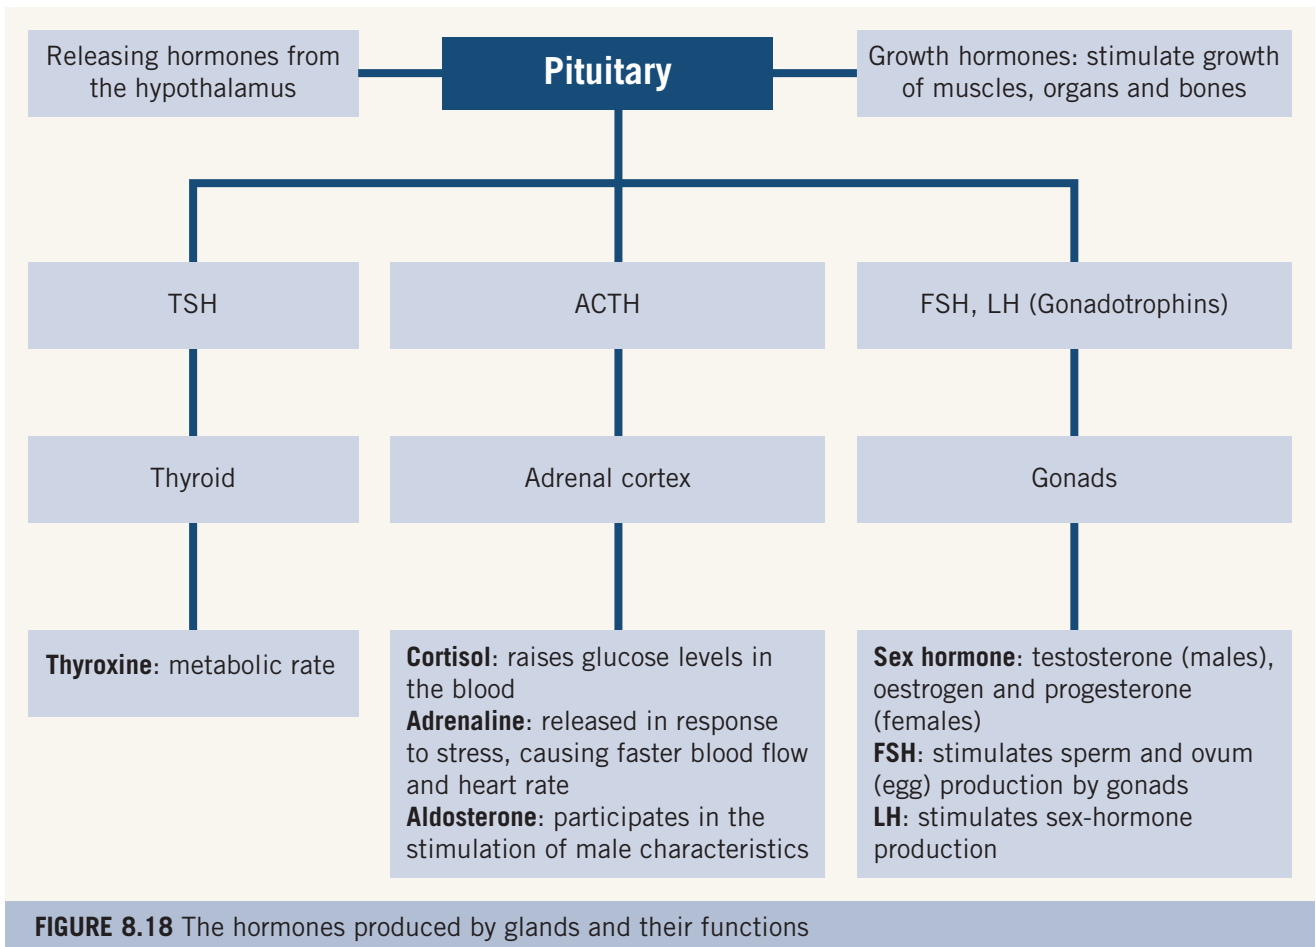 Releasing hormones from
the hypothalamus
Pituitary
Growth hormones: stimulate growth
of muscles, organs and bones
TSH
ACTH
FSH, LH (Gonadotrophins)
Thyroid
Adrenal cortex
Gonads
Thyroxine: metabolic rate
Cortisol: raises glucose levels in
the blood
Adrenaline: released in response
to stress, causing faster blood flow
and heart rate
Aldosterone: participates in the
stimulation of male characteristics
Sex hormone: testosterone (males),
oestrogen and progesterone
(females)
FSH: stimulates sperm and ovum
(egg) production by gonads
LH: stimulates sex-hormone
production
FIGURE 8.18 The hormones produced by glands and their functions